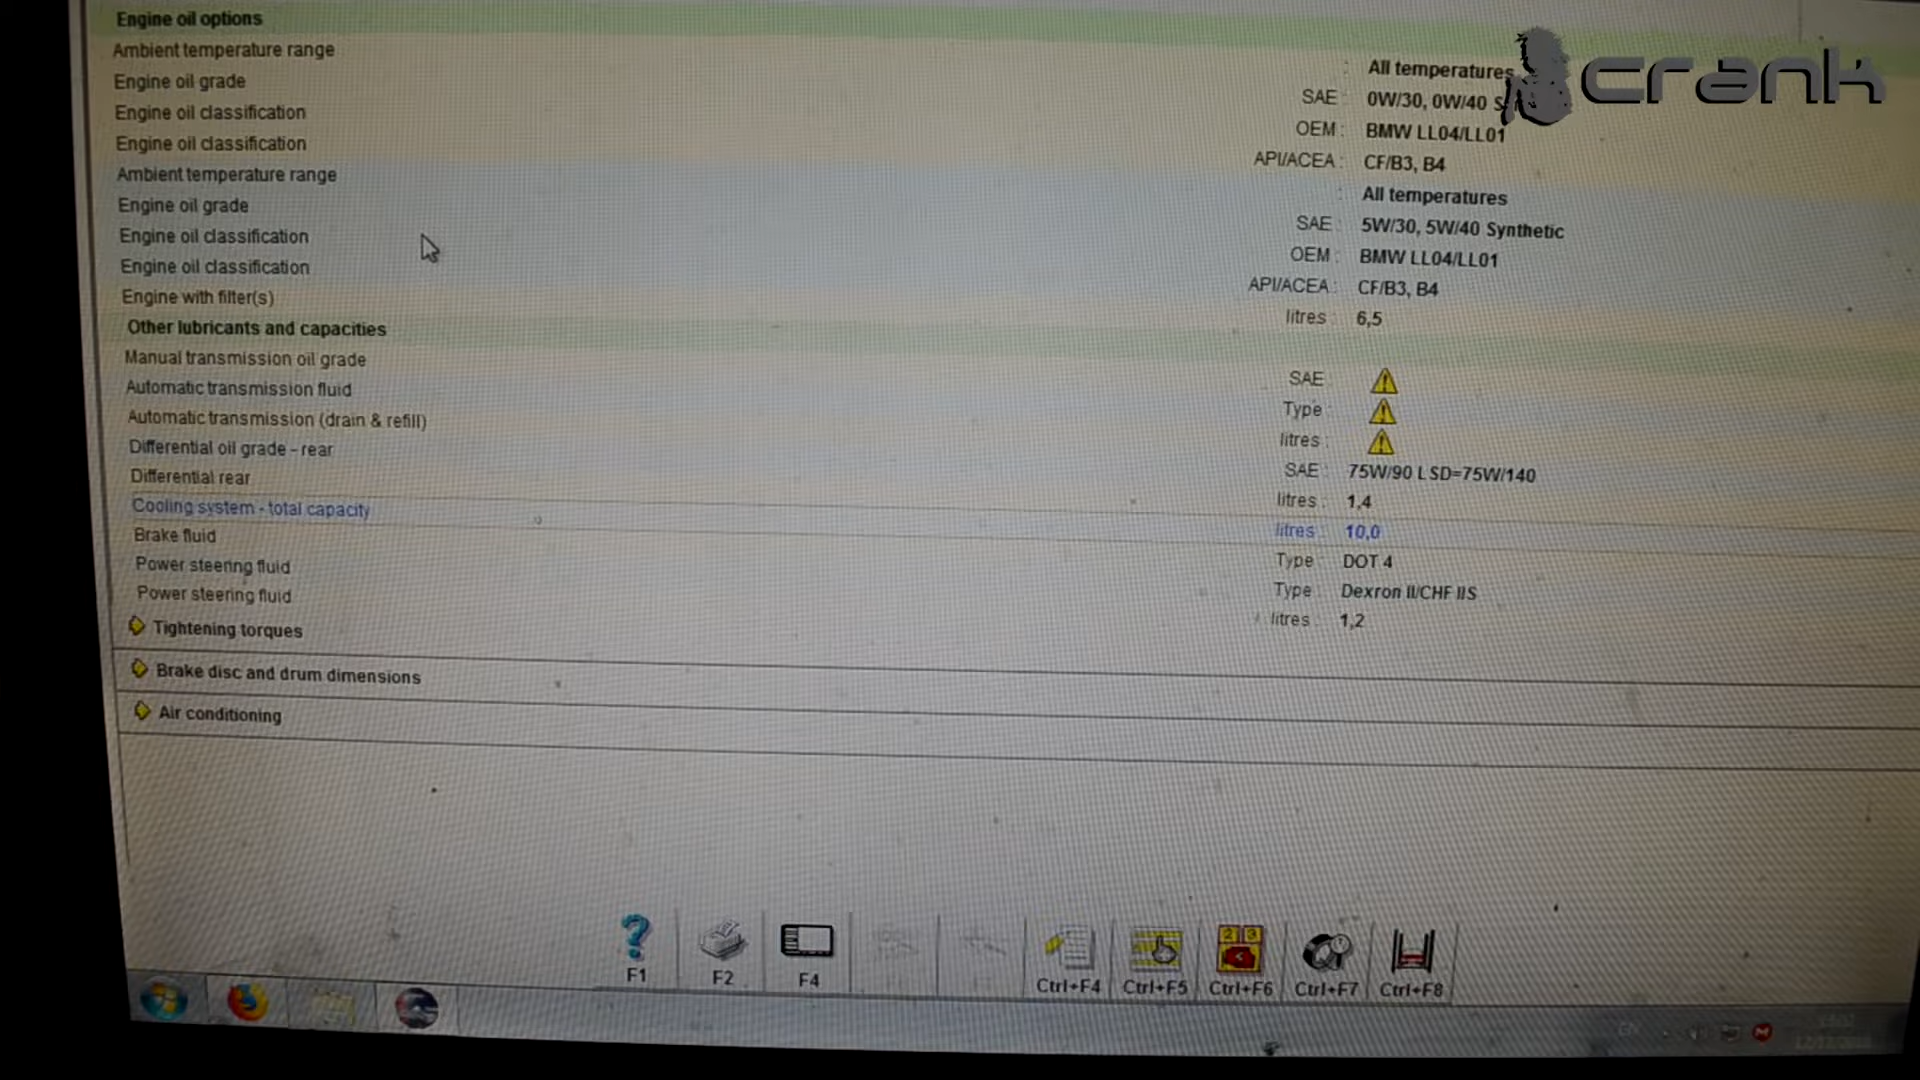 Engine oil options
Ambient temperature range : All temperatures
Engine oil grade SAE : 0W/30, 0W/40
Engine oil classification OEM : BMW LL04/LL01
Engine oil classification API/ACEA : CF/B3, B4
Ambient temperature range : All temperatures
Engine oil grade SAE : 5W/30, 5W/40 Synthetic
Engine oil classification OEM : BMW LL04/LL01
Engine oil classification API/ACEA : CF/B3, B4
Engine with filter(s) litres : 6,5
Other lubricants and capacities
Manual transmission oil grade SAE :
Automatic transmission fluid Type :
Automatic transmission (drain & refill) litres :
Differential oil grade - rear SAE : 75W/90 LSD=75W/140
Differential rear litres : 1,4
Cooling system - total capacity litres : 10,0
Brake fluid Type : DOT 4
Power steering fluid Type : Dexron II/CHF IIS
Power steering fluid litres : 1,2
Tightening torques
Brake disc and drum dimensions
Air conditioning
F1 F2 F4 Ctrl+F4 Ctrl+F5 Ctrl+F6 Ctrl+F7 Ctrl+F8
EN
crank